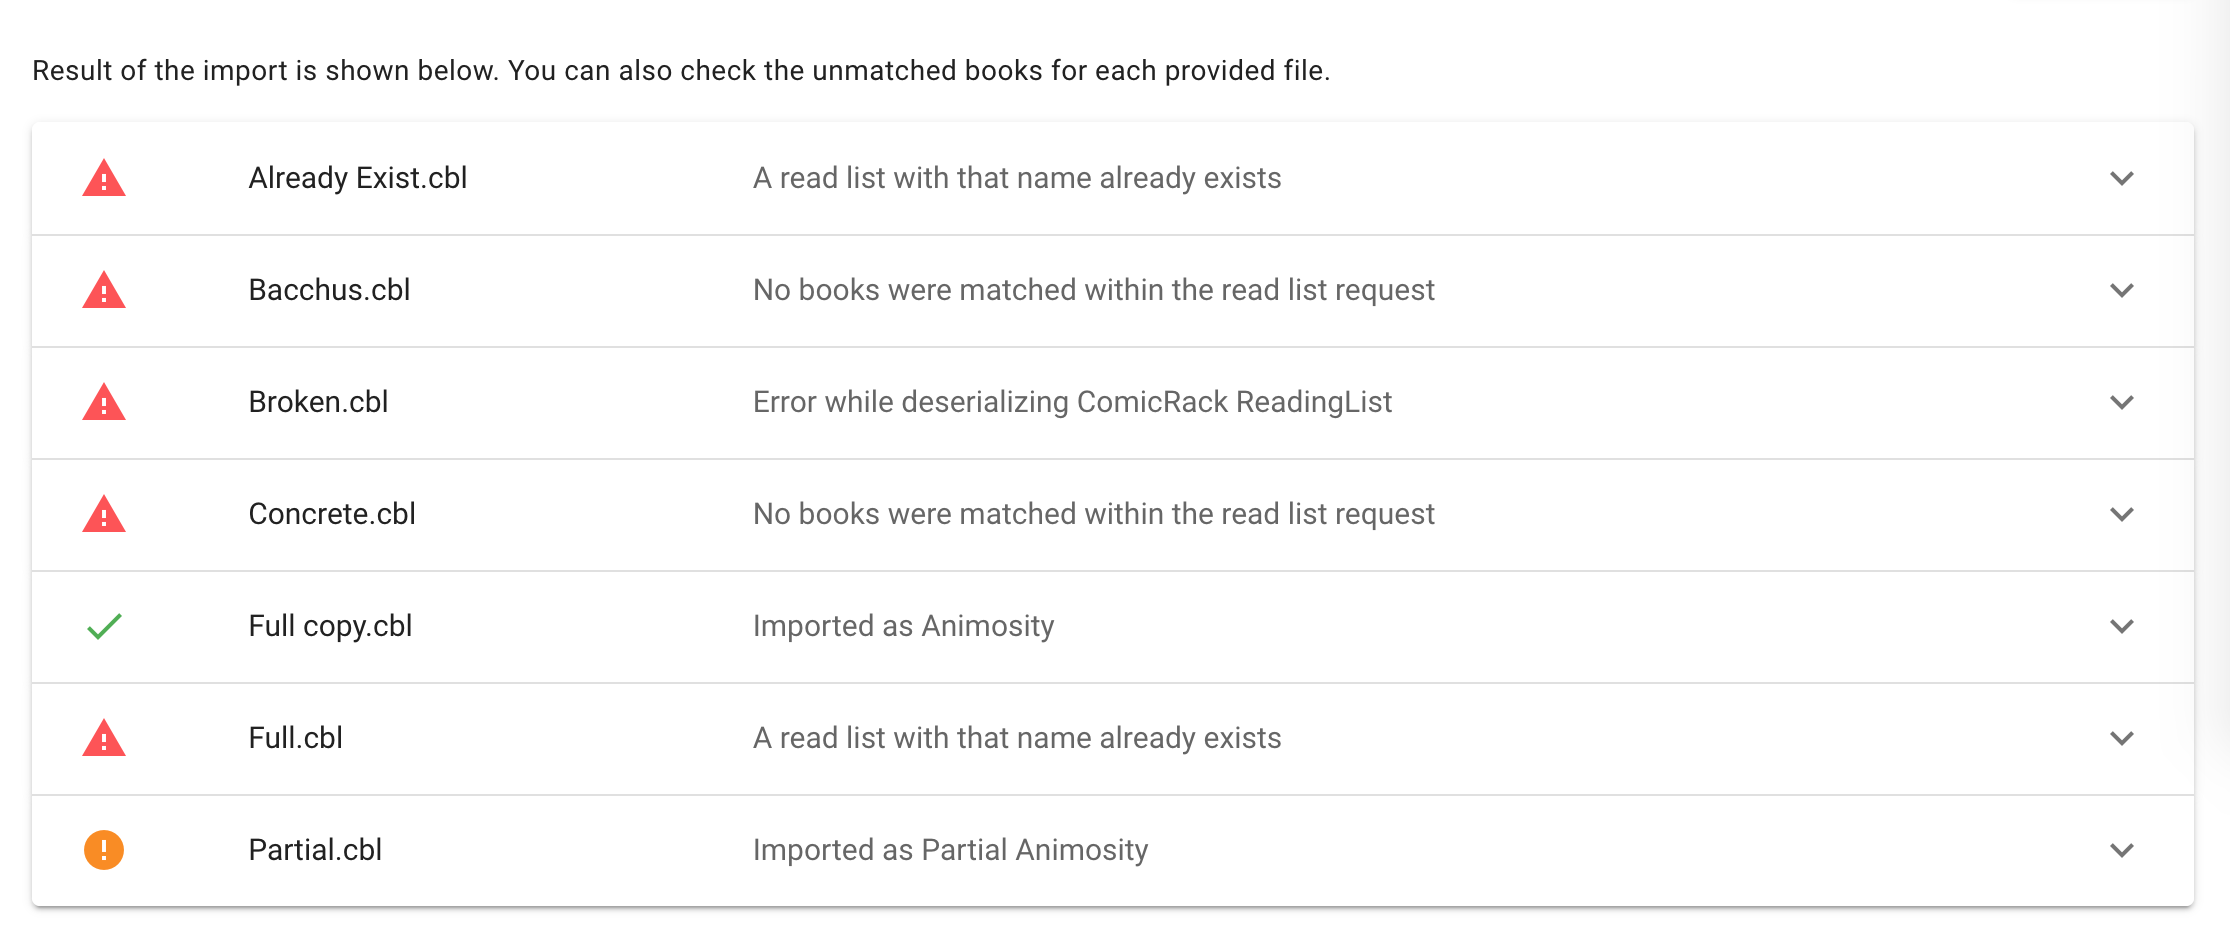 Result of the import is shown below. You can also check the unmatched books for each provided file.
Already Exist.cbl A read list with that name already exists
Bacchus.cbl No books were matched within the read list request
Broken.cbl Error while deserializing ComicRack ReadingList
Concrete.cbl No books were matched within the read list request
Full copy.cbl Imported as Animosity
Full.cbl A read list with that name already exists
Partial.cbl Imported as Partial Animosity